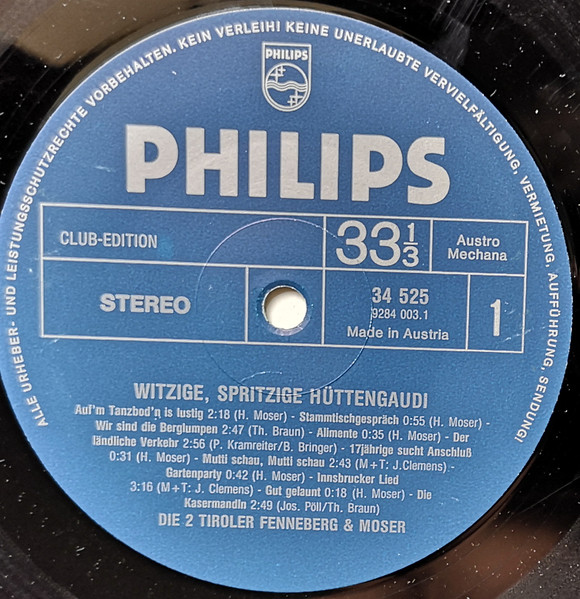 ALLE URHEBER- UND LEISTUNGSSCHUTZRECHTE VORBEHALTEN. KEIN VERLEIH! KEINE UNERLAUBTE VERVIELFÄLTIGUNG, VERMIETUNG, AUFFÜHRUNG, SENDUNG!
PHILIPS
PHILIPS
CLUB-EDITION
33 1/3
Austro
Mechana
STEREO
34 525
9284 003.1
Made in Austria
1
WITZIGE, SPRITZIGE HÜTTENGAUDI
Auf'm Tanzbod'n is lustig 2:18 (H. Moser) - Stammtischgespräch 0:55 (H. Moser) -
Wir sind die Berglumpen 2:47 (Th. Braun) - Alimente 0:35 (H. Moser) - Der
ländliche Verkehr 2:56 (P. Kramreiter/B. Bringer) - 17jährige sucht Anschluß
0:31 (H. Moser) - Mutti schau, Mutti schau 2:43 (M+T: J.Clemens) -
Gartenparty 0:42 (H. Moser) - Innsbrucker Lied
3:16 (M+T: J. Clemens) - Gut gelaunt 0:18 (H. Moser) - Die
Kasermandln 2:49 (Jos. Pöll/Th. Braun)
DIE 2 TIROLER FENNEBERG & MOSER